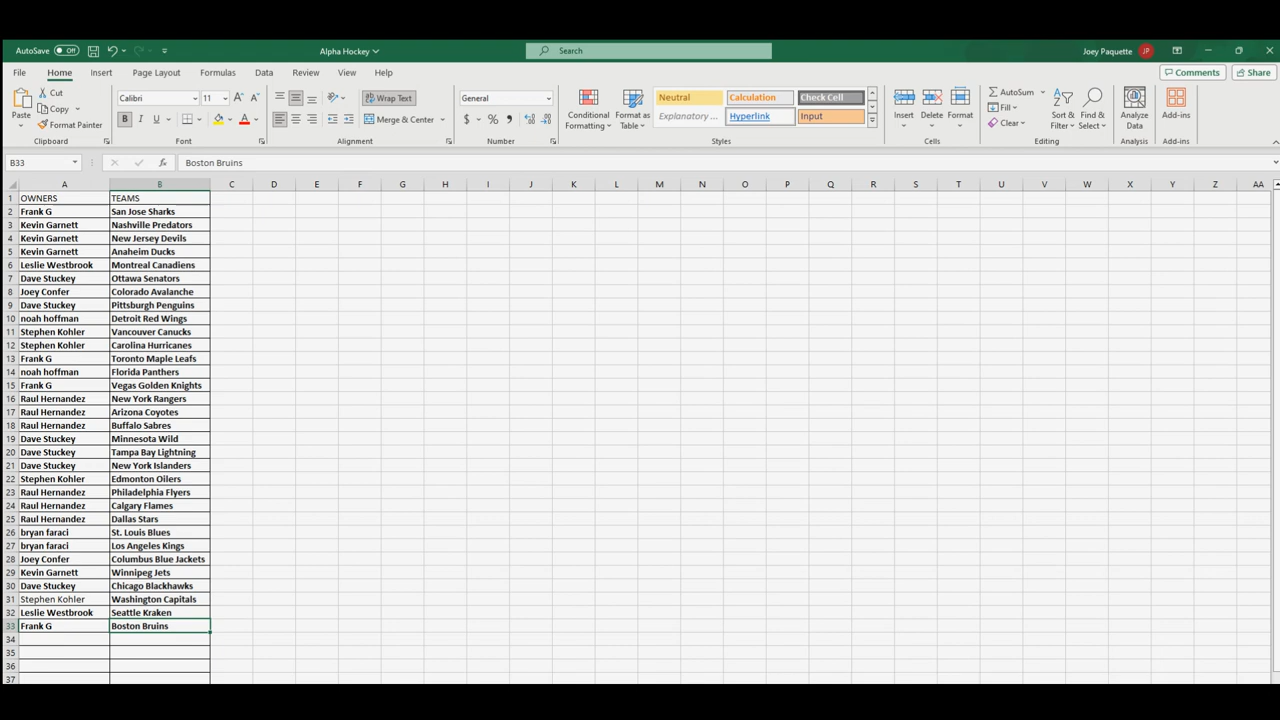 AutoSave Off Alpha Hockey Search Joey Paquette JP
File Home Insert Page Layout Formulas Data Review View Help Comments Share
Paste Cut Copy Format Painter Clipboard
Calibri 11 B I U A Font
Wrap Text Merge & Center Alignment
General $ % , Number
Conditional Formatting Format as Table Neutral Calculation Check Cell Explanatory ... Hyperlink Input Styles
Insert Delete Format Cells
AutoSum Fill Clear Sort & Filter Find & Select Editing
Analyze Data Analysis
Add-ins Add-ins
B33 fx Boston Bruins
A B C D E F G H I J K L M N O P Q R S T U V W X Y Z AA
1 OWNERS TEAMS
2 Frank G San Jose Sharks
3 Kevin Garnett Nashville Predators
4 Kevin Garnett New Jersey Devils
5 Kevin Garnett Anaheim Ducks
6 Leslie Westbrook Montreal Canadiens
7 Dave Stuckey Ottawa Senators
8 Joey Confer Colorado Avalanche
9 Dave Stuckey Pittsburgh Penguins
10 noah hoffman Detroit Red Wings
11 Stephen Kohler Vancouver Canucks
12 Stephen Kohler Carolina Hurricanes
13 Frank G Toronto Maple Leafs
14 noah hoffman Florida Panthers
15 Frank G Vegas Golden Knights
16 Raul Hernandez New York Rangers
17 Raul Hernandez Arizona Coyotes
18 Raul Hernandez Buffalo Sabres
19 Dave Stuckey Minnesota Wild
20 Dave Stuckey Tampa Bay Lightning
21 Dave Stuckey New York Islanders
22 Stephen Kohler Edmonton Oilers
23 Raul Hernandez Philadelphia Flyers
24 Raul Hernandez Calgary Flames
25 Raul Hernandez Dallas Stars
26 bryan faraci St. Louis Blues
27 bryan faraci Los Angeles Kings
28 Joey Confer Columbus Blue Jackets
29 Kevin Garnett Winnipeg Jets
30 Dave Stuckey Chicago Blackhawks
31 Stephen Kohler Washington Capitals
32 Leslie Westbrook Seattle Kraken
33 Frank G Boston Bruins
34
35
36
37